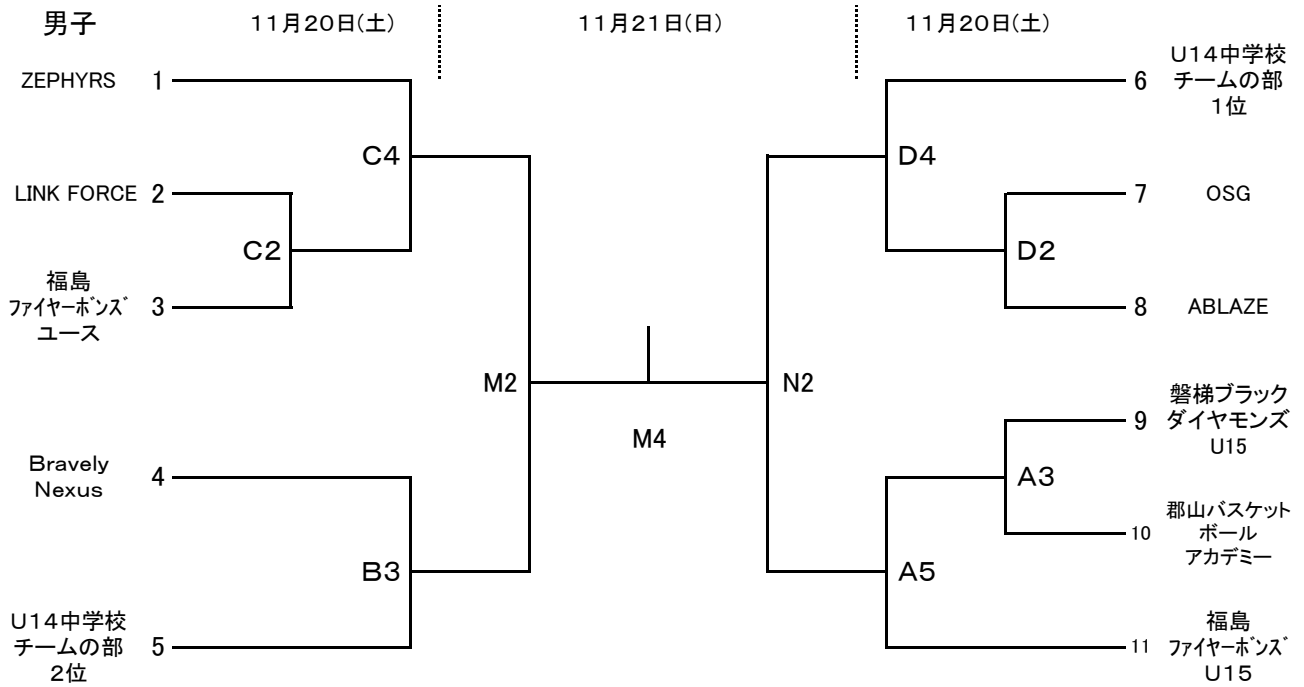 男子
11月20日(土)
11月21日(日)
11月20日(土)
ZEPHYRS 1
C4
LINK FORCE 2
C2
福島
ﾌｧｲﾔｰﾎﾞﾝｽﾞ 3
ユース
M2
Bravely
Nexus
4
B3
U14中学校
チームの部 5
2位
M4
N2
U14中学校
6 チームの部
1位
D4
7 OSG
D2
8 ABLAZE
磐梯ブラック
9 ダイヤモンズ
U15
A3
郡山バスケット
10 ボール
アカデミー
A5
福島
11 ﾌｧｲﾔｰﾎﾞﾝｽﾞ
U15